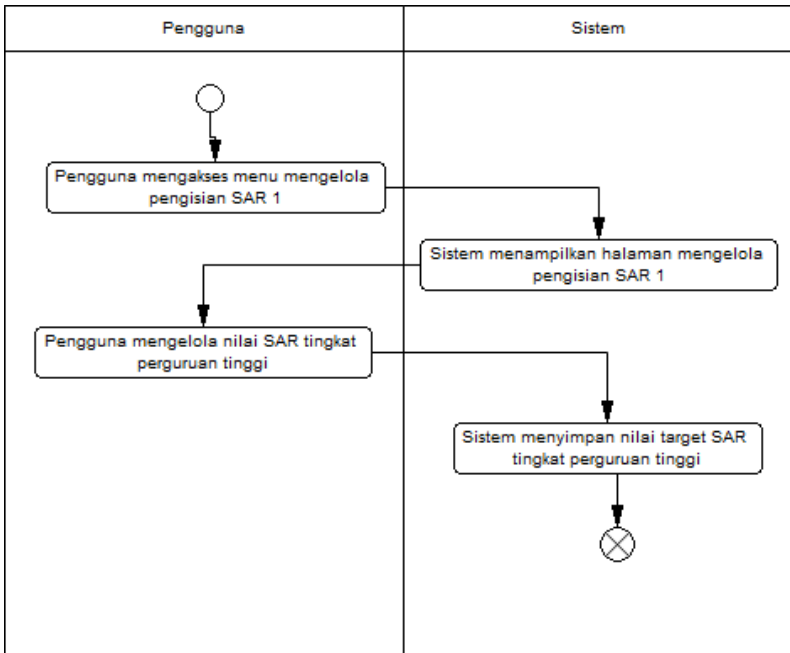 Pengguna
Sistem
Pengguna mengakses menu mengelola
pengisian SAR 1
Sistem menampilkan halaman mengelola
pengisian SAR 1
Pengguna mengelola nilai SAR tingkat
perguruan tinggi
Sistem menyimpan nilai target SAR
tingkat perguruan tinggi